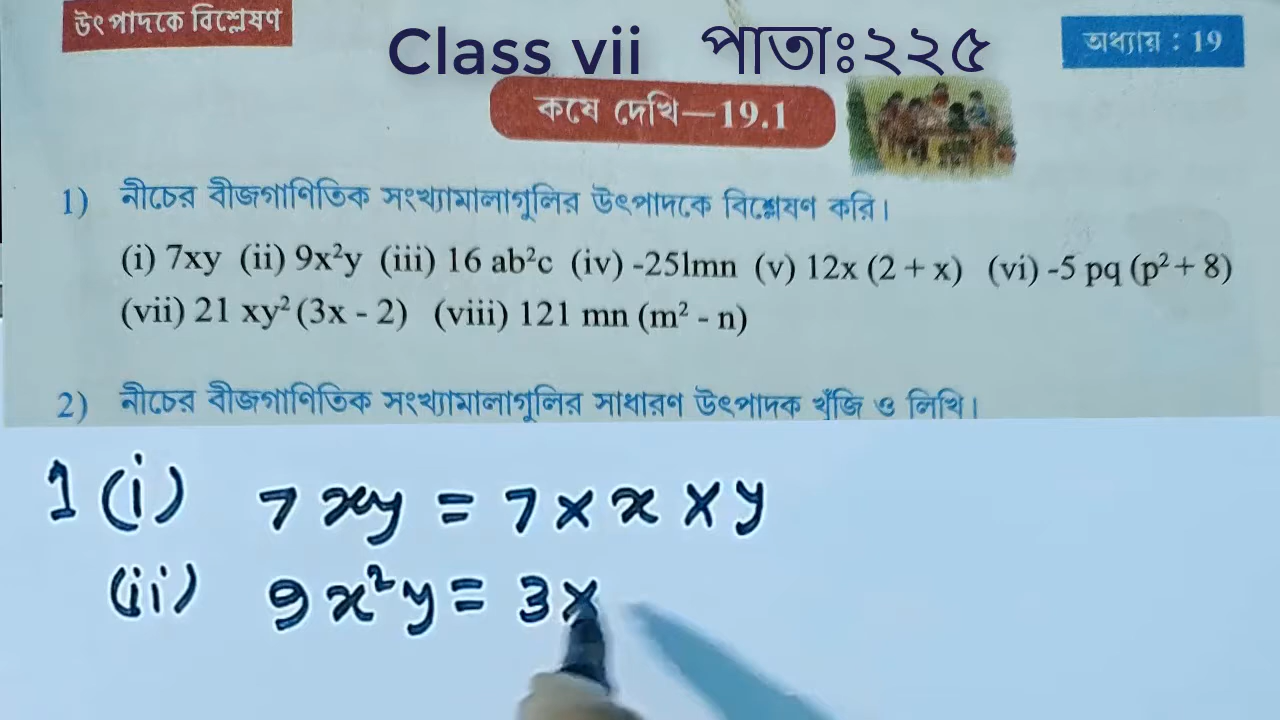 উৎপাদকে বিশ্লেষণ
Class vii পাতাঃ২২৫
অধ্যায় : 19
কষে দেখি—19.1
1) নীচের বীজগাণিতিক সংখ্যামালাগুলির উৎপাদকে বিশ্লেষণ করি।
(i) 7xy (ii) 9x²y (iii) 16 ab²c (iv) -25lmn (v) 12x (2 + x) (vi) -5 pq (p² + 8)
(vii) 21 xy² (3x - 2) (viii) 121 mn (m² - n)
2) নীচের বীজগাণিতিক সংখ্যামালাগুলির সাধারণ উৎপাদক খুঁজি ও লিখি।
1 (i) 7xy = 7 × x × y
(ii) 9x²y = 3×